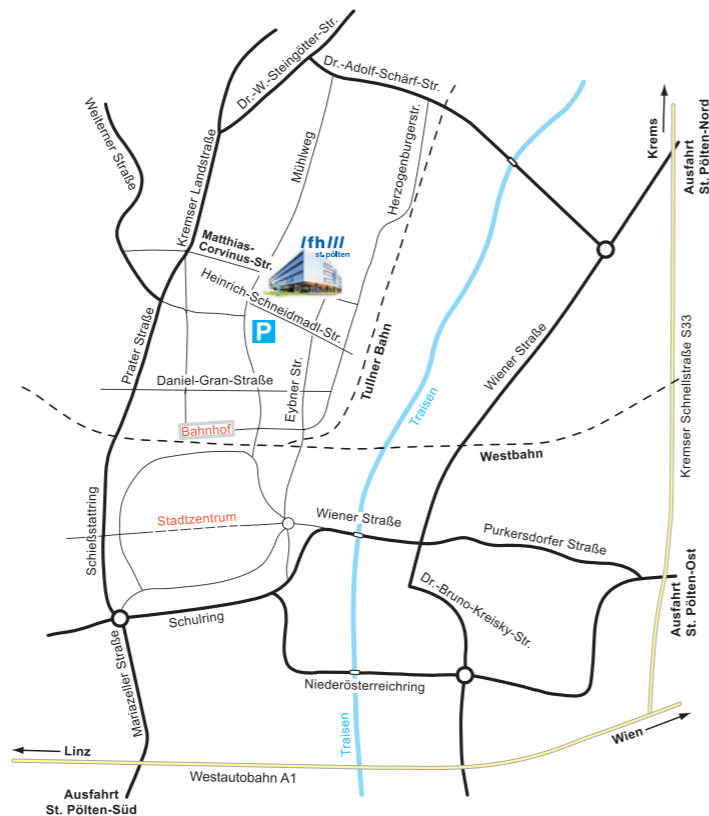 Dr.-W.-Steingötter-Str.
Dr.-Adolf-Schärf-Str.
Weiterner Straße
Kremser Landstraße
Mühlweg
Herzogenburgerstr.
Krems
Ausfahrt
St. Pölten-Nord
Matthias-
Corvinus-Str.
/fh///
st.pölten
Heinrich-Schneidmadl-Str.
P
Prater Straße
Daniel-Gran-Straße
Eybner Str.
Tullner Bahn
Traisen
Wiener Straße
Kremser Schnellstraße S33
Bahnhof
Westbahn
Stadtzentrum
Wiener Straße
Purkersdorfer Straße
Schießstattring
Schulring
Dr.-Bruno-Kreisky-Str.
Ausfahrt
St. Pölten-Ost
Mariazeller Straße
Niederösterreichring
Traisen
Wien
Linz
Westautobahn A1
Ausfahrt
St. Pölten-Süd